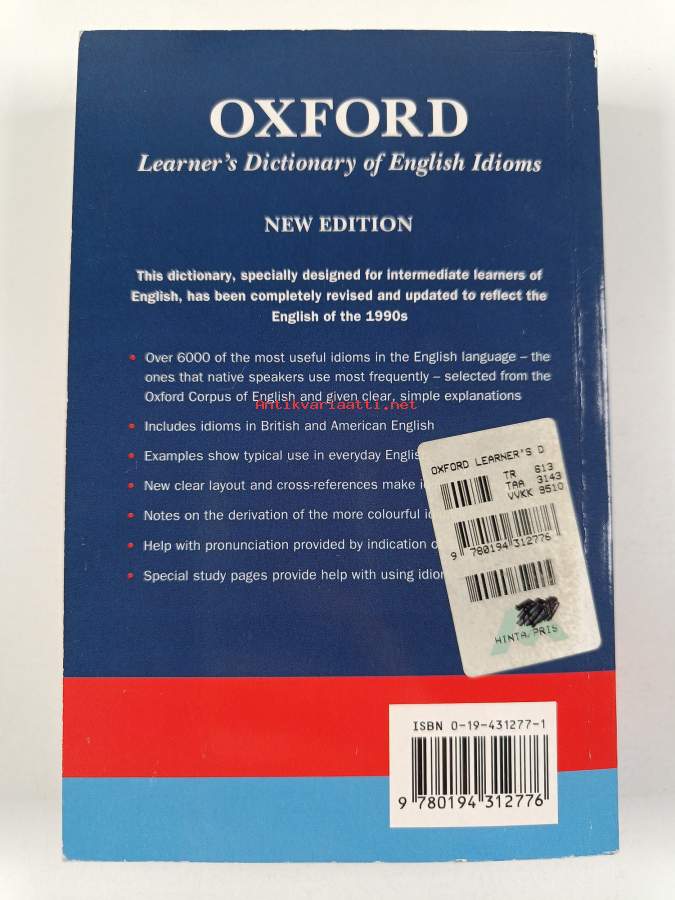 OXFORD
Learner's Dictionary of English Idioms
NEW EDITION
This dictionary, specially designed for intermediate learners of
English, has been completely revised and updated to reflect the
English of the 1990s
• Over 6000 of the most useful idioms in the English language – the
ones that native speakers use most frequently – selected from the
Oxford Corpus of English and given clear, simple explanations
Antikvariaatti.net
• Includes idioms in British and American English
• Examples show typical use in everyday
• New clear layout and cross-references make
• Notes on the derivation of the more colourful
• Help with pronunciation provided by indication
• Special study pages provide help with using
OXFORD LEARNER'S D
TR 613
TAA 3143
VVKK 9510
9 780194 312776
HINTA/PRIS
ISBN 0-19-431277-1
9 780194 312776